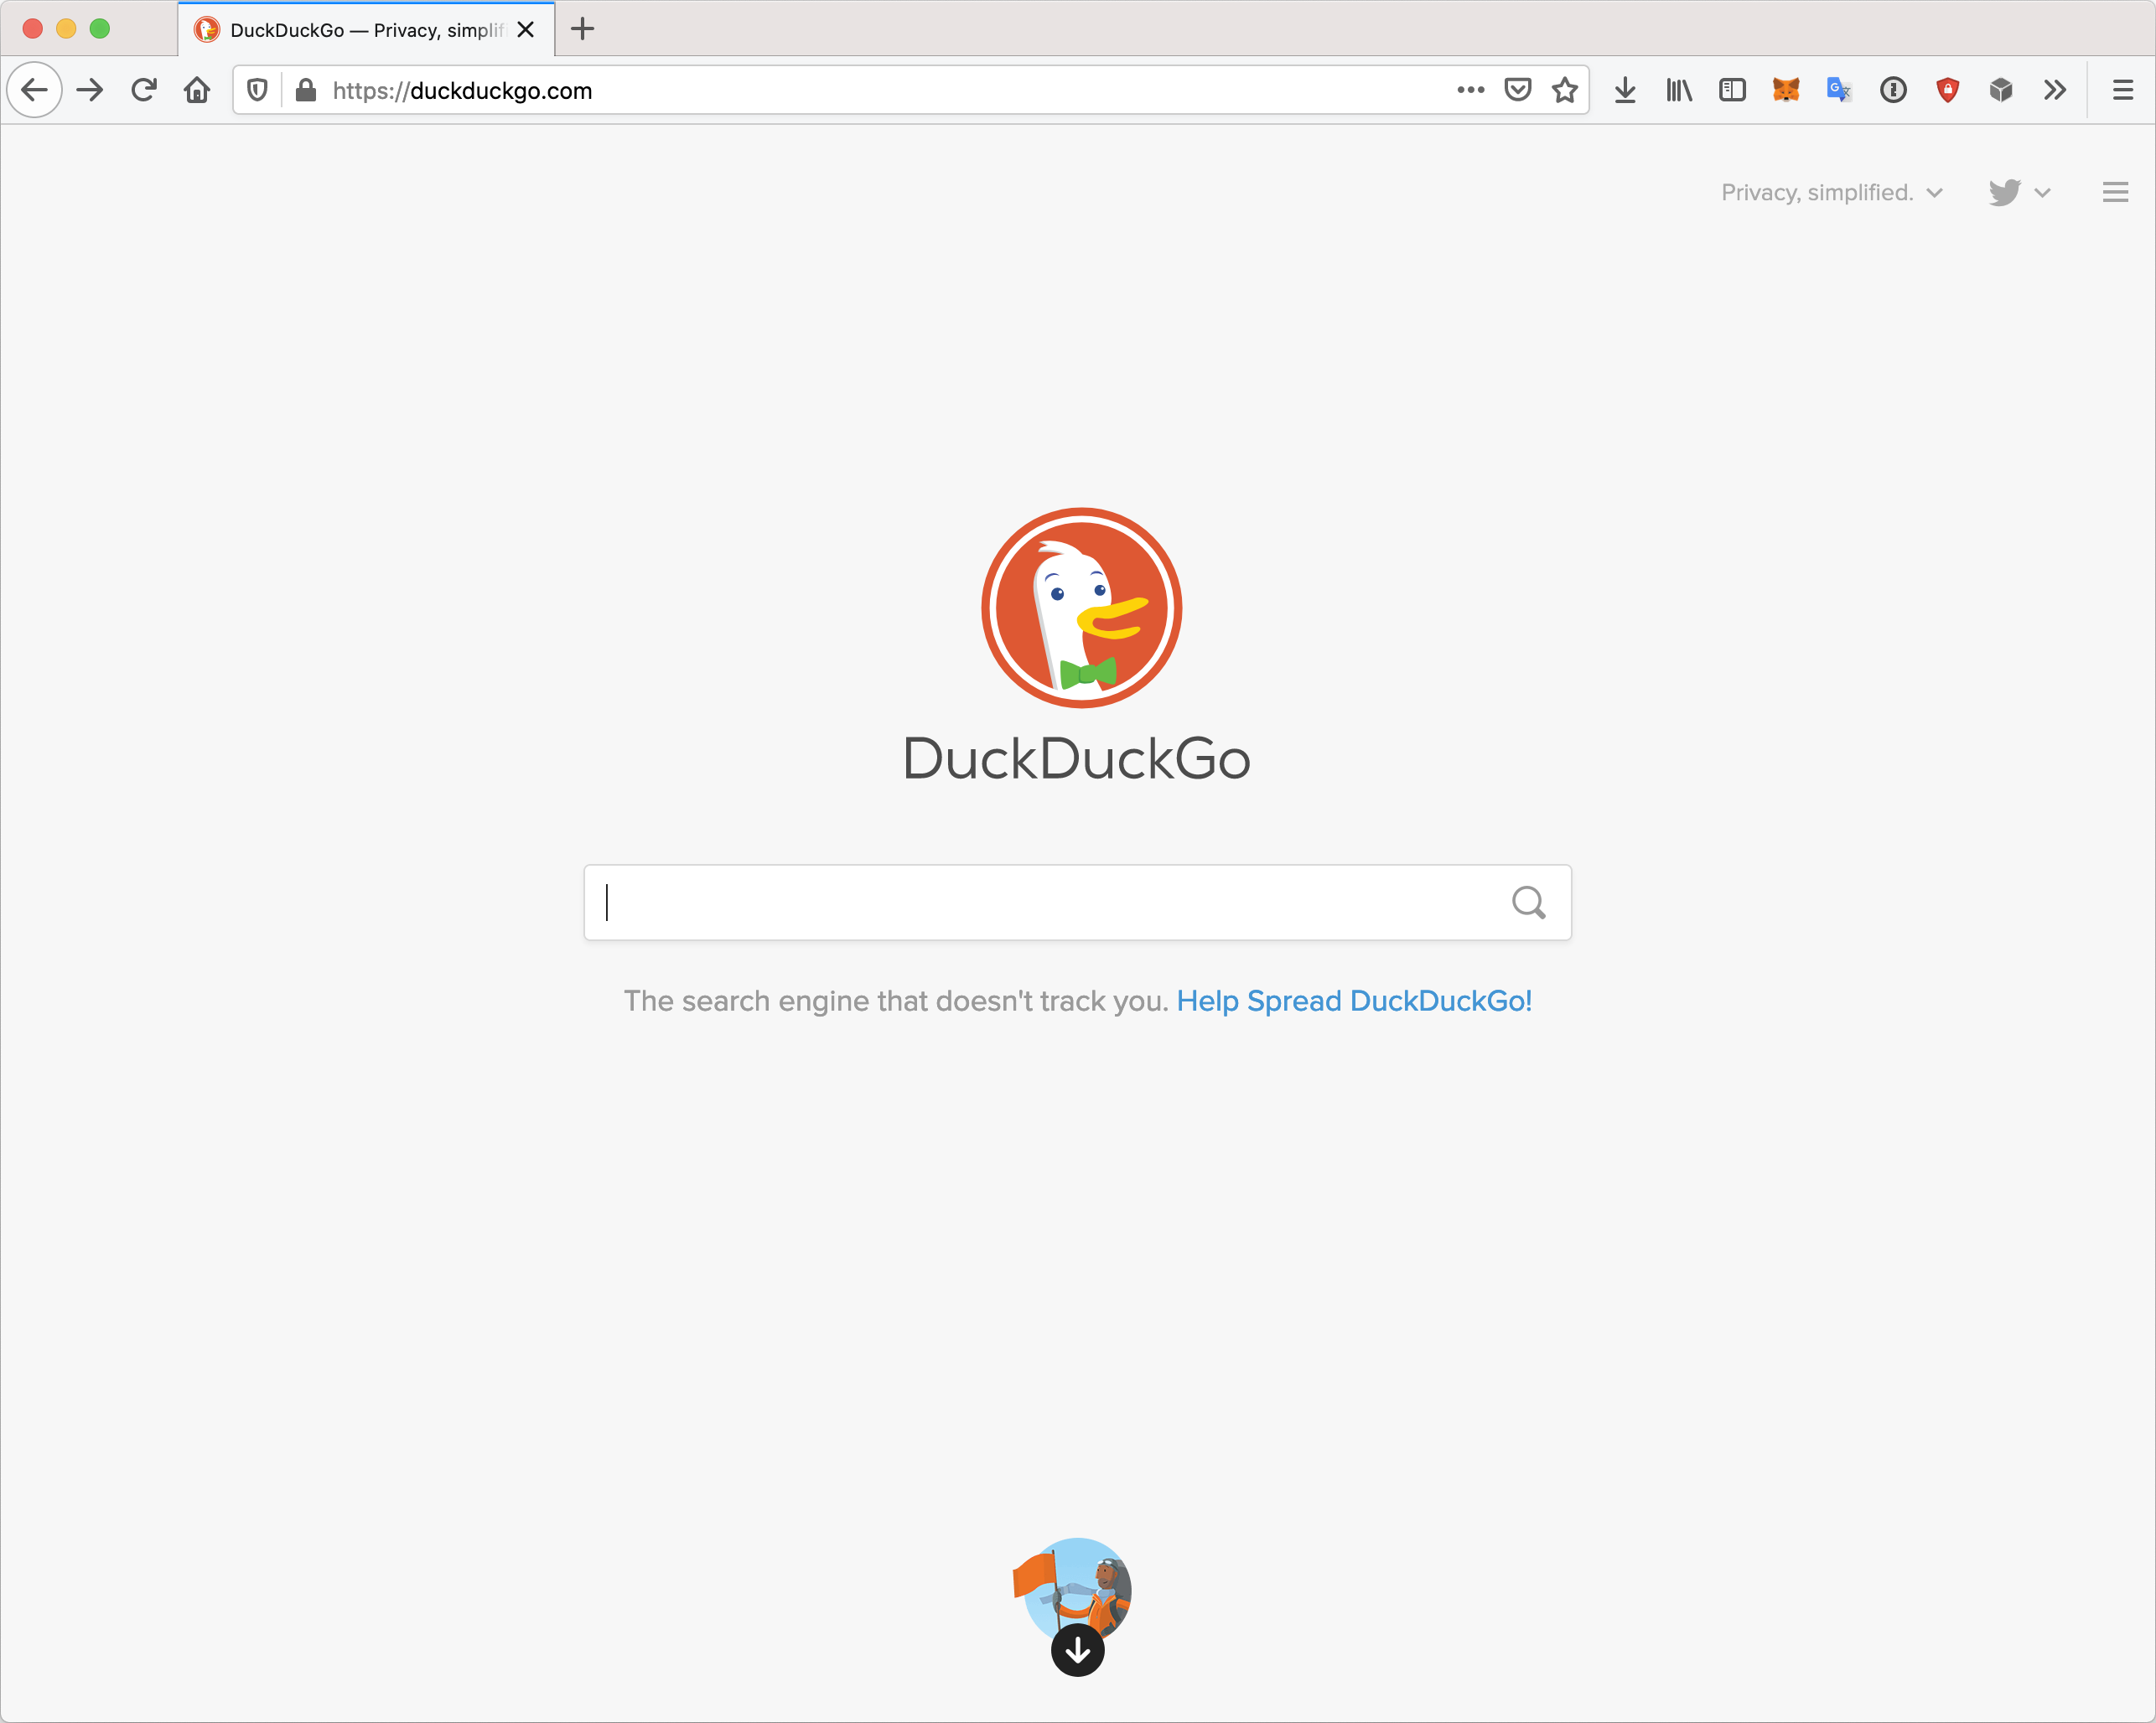 DuckDuckGo — Privacy, simplif
https://duckduckgo.com
Privacy, simplified.
DuckDuckGo
The search engine that doesn't track you. Help Spread DuckDuckGo!